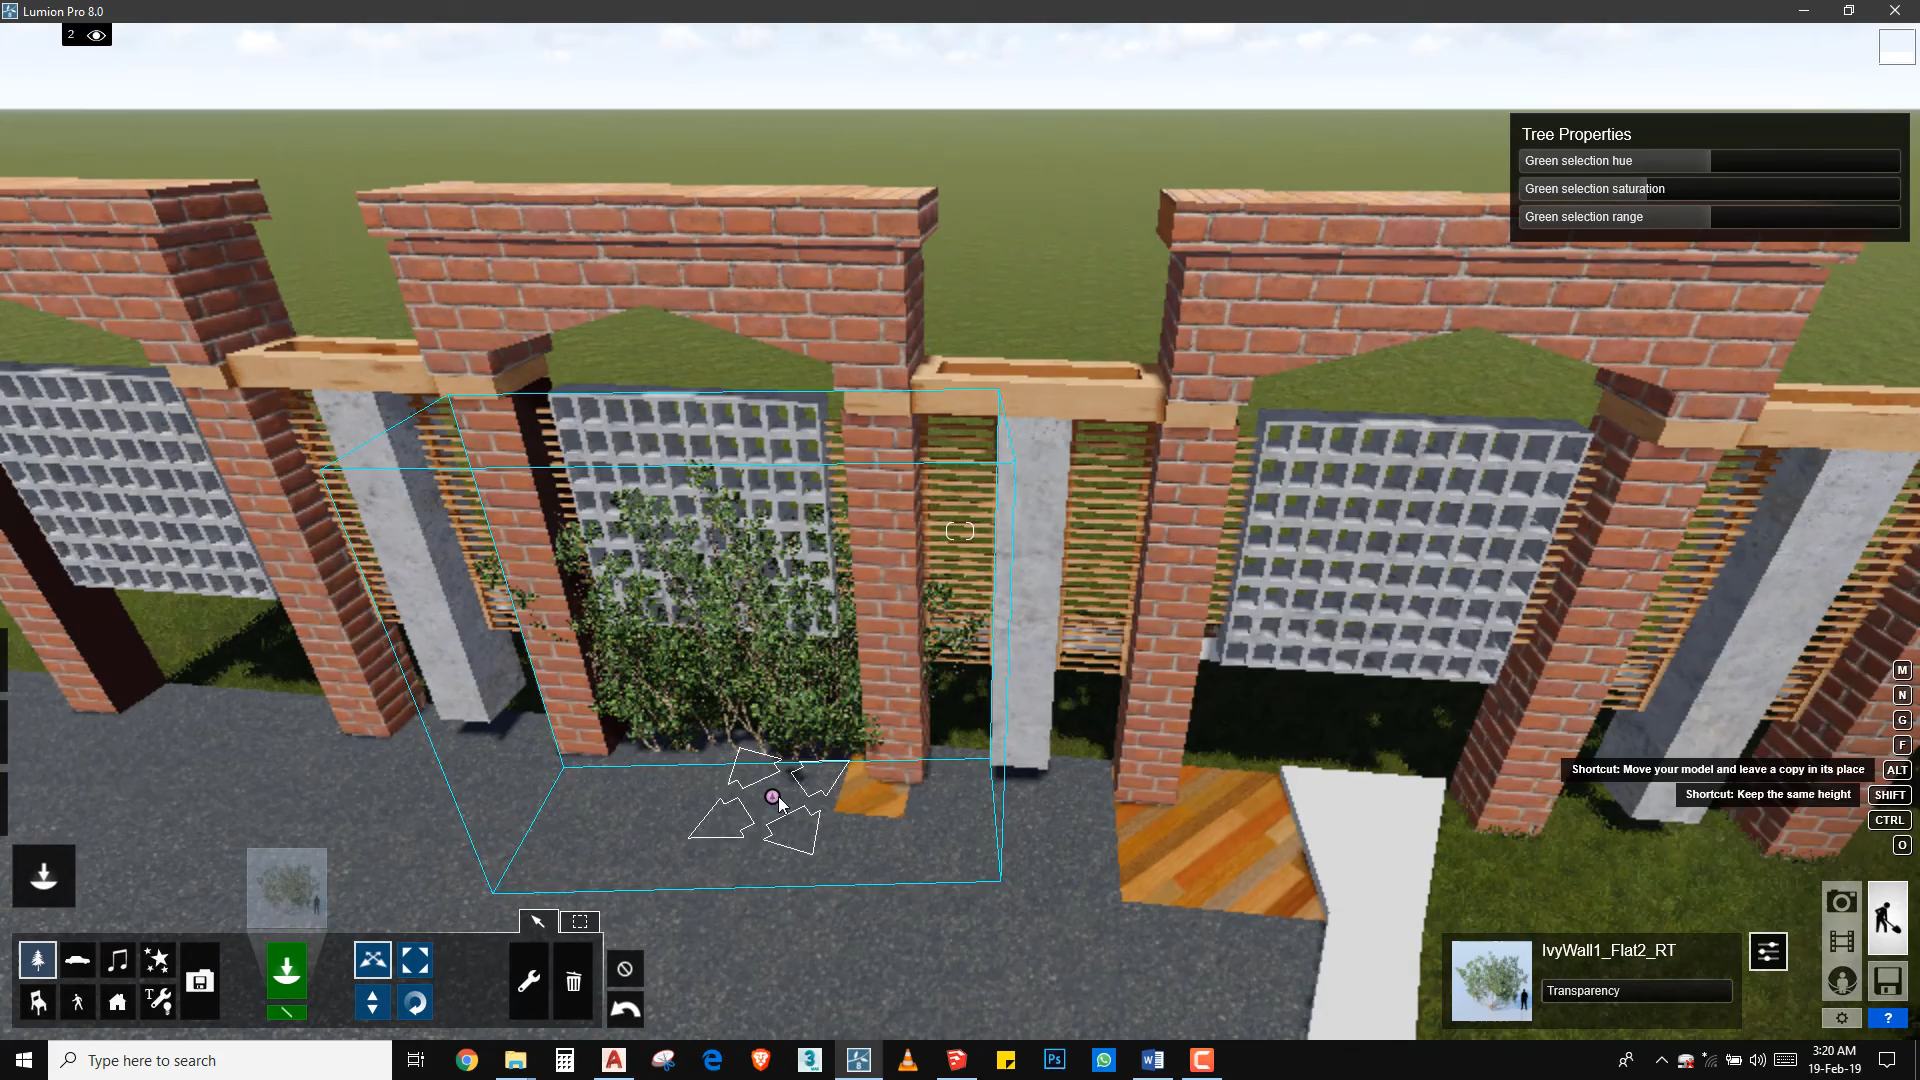 Lumion Pro 8.0
2
Tree Properties
Green selection hue
Green selection saturation
Green selection range
M
N
G
F
Shortcut: Move your model and leave a copy in its place
ALT
Shortcut: Keep the same height
SHIFT
CTRL
O
IvyWall1_Flat2_RT
Transparency
?
Type here to search
3:20 AM
19-Feb-19